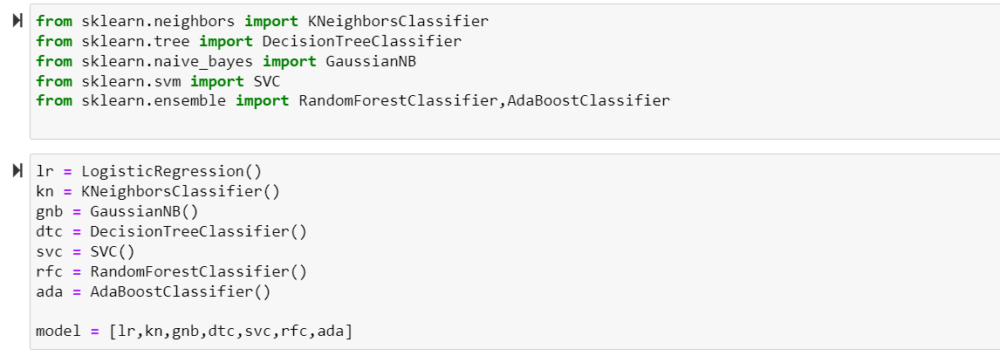 from sklearn.neighbors import KNeighborsClassifier
from sklearn.tree import DecisionTreeClassifier
from sklearn.naive_bayes import GaussianNB
from sklearn.svm import SVC
from sklearn.ensemble import RandomForestClassifier,AdaBoostClassifier
lr = LogisticRegression()
kn = KNeighborsClassifier()
gnb = GaussianNB()
dtc = DecisionTreeClassifier()
svc = SVC()
rfc = RandomForestClassifier()
ada = AdaBoostClassifier()
model = [lr,kn,gnb,dtc,svc,rfc,ada]